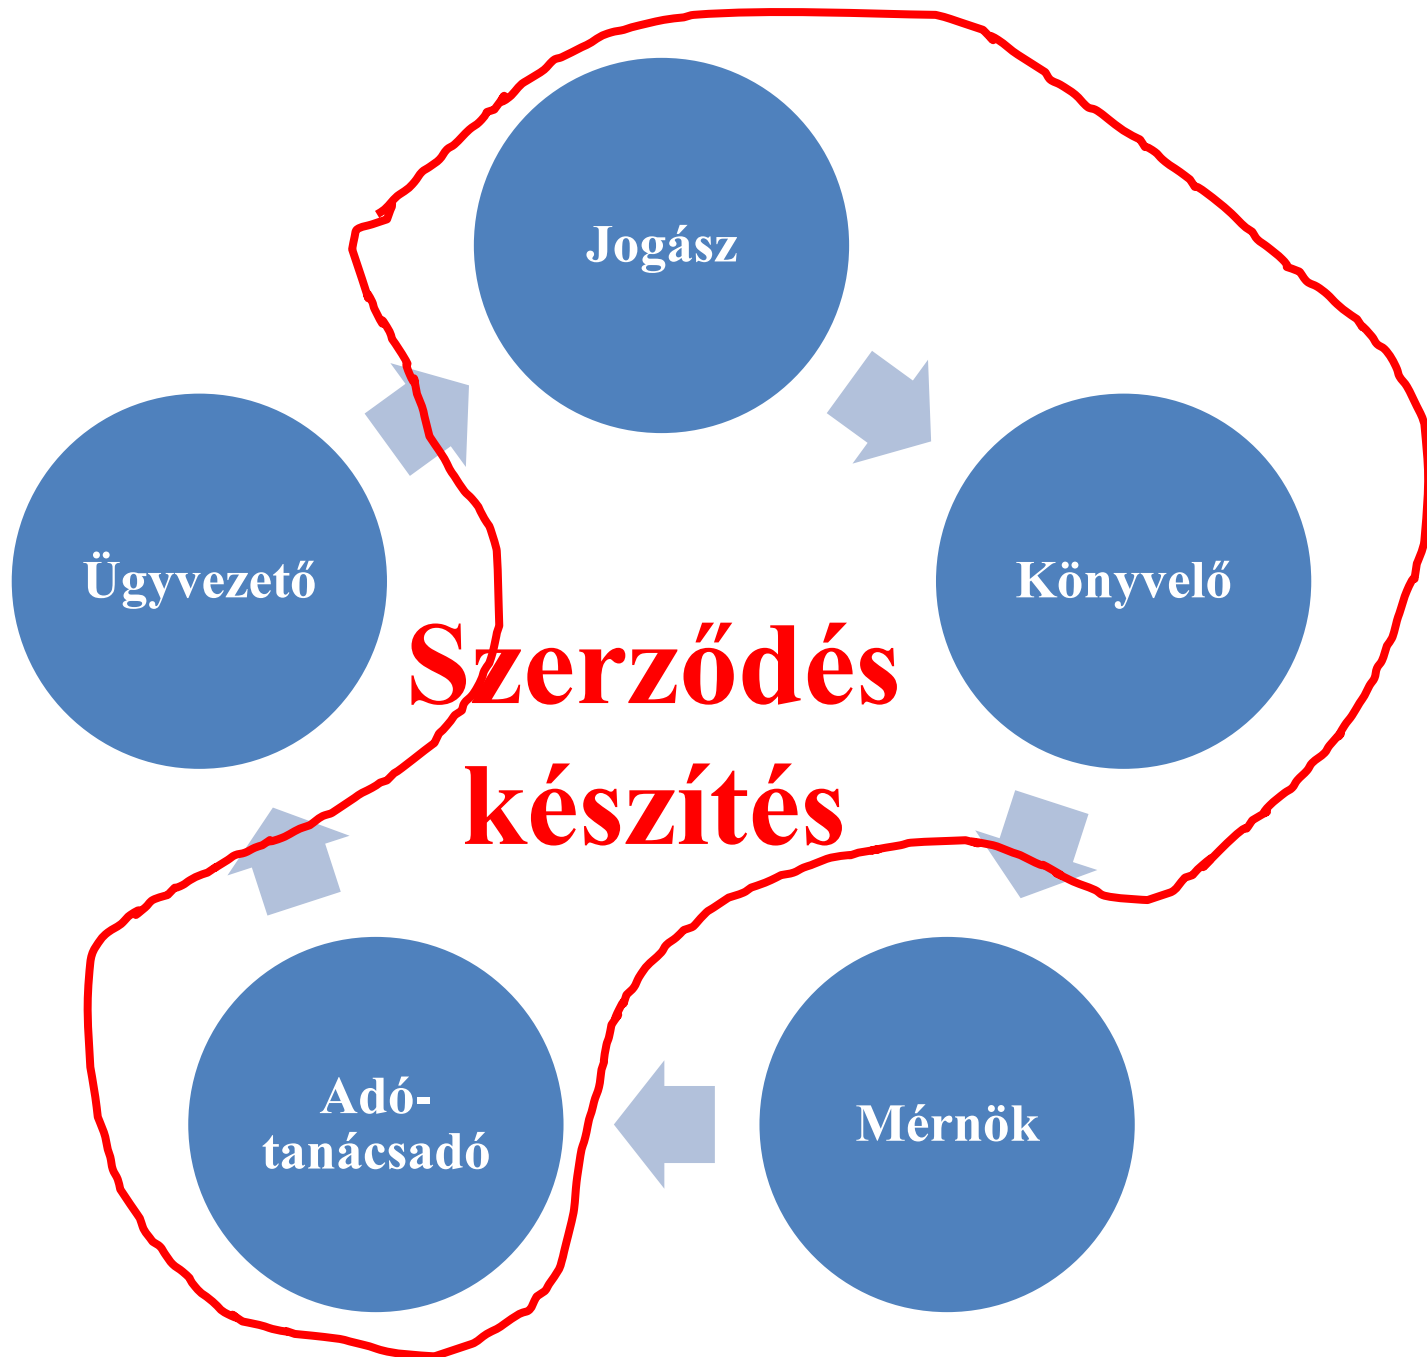 Jogász
Ügyvezető
Könyvelő
Szerződés
készítés
Adó-
tanácsadó
Mérnök